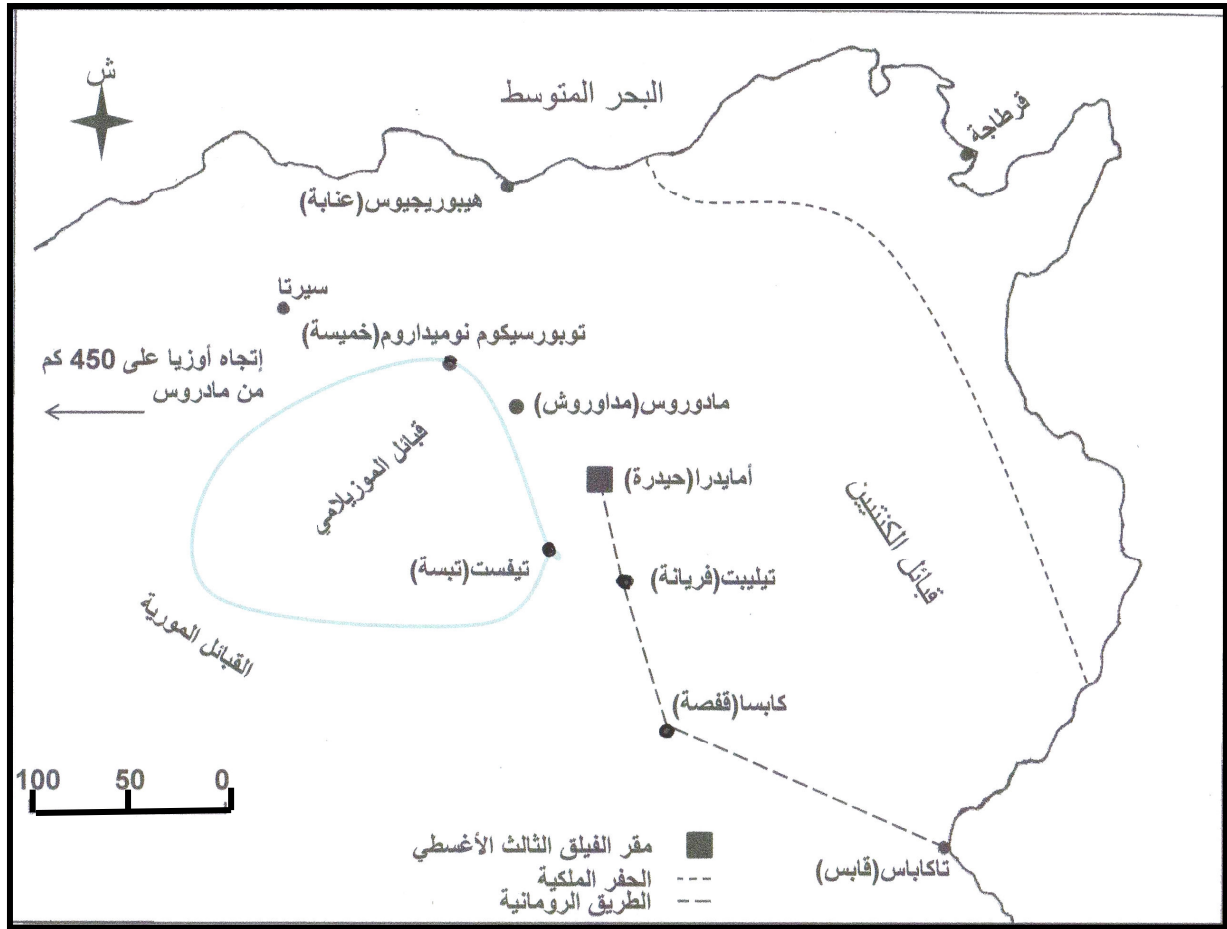 ش
البحر المتوسط
قرطاجة
هيبوريجيوس(عنابة)
سيرتا
توبورسيكوم نوميداروم(خميسة)
إتجاه أوزيا على 450 كم
من مادروس
مادوروس(مداوروش)
قبائل الموزيلامي
أمايدرا(حيدرة)
قبائل الكنتيين
تيفست(تبسة)
تيليبت(فريانة)
القبائل المورية
كابسا(قفصة)
100 50 0
مقر الفيلق الثالث الأغسطي
الحفر الملكية
الطريق الرومانية
تاكاباس(قابس)